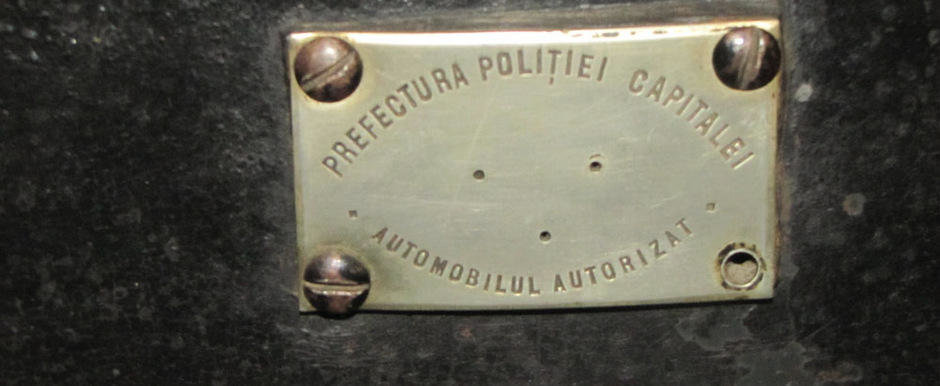 PREFECTURA POLIȚIEI CAPITALEI
AUTOMOBILUL AUTORIZAT